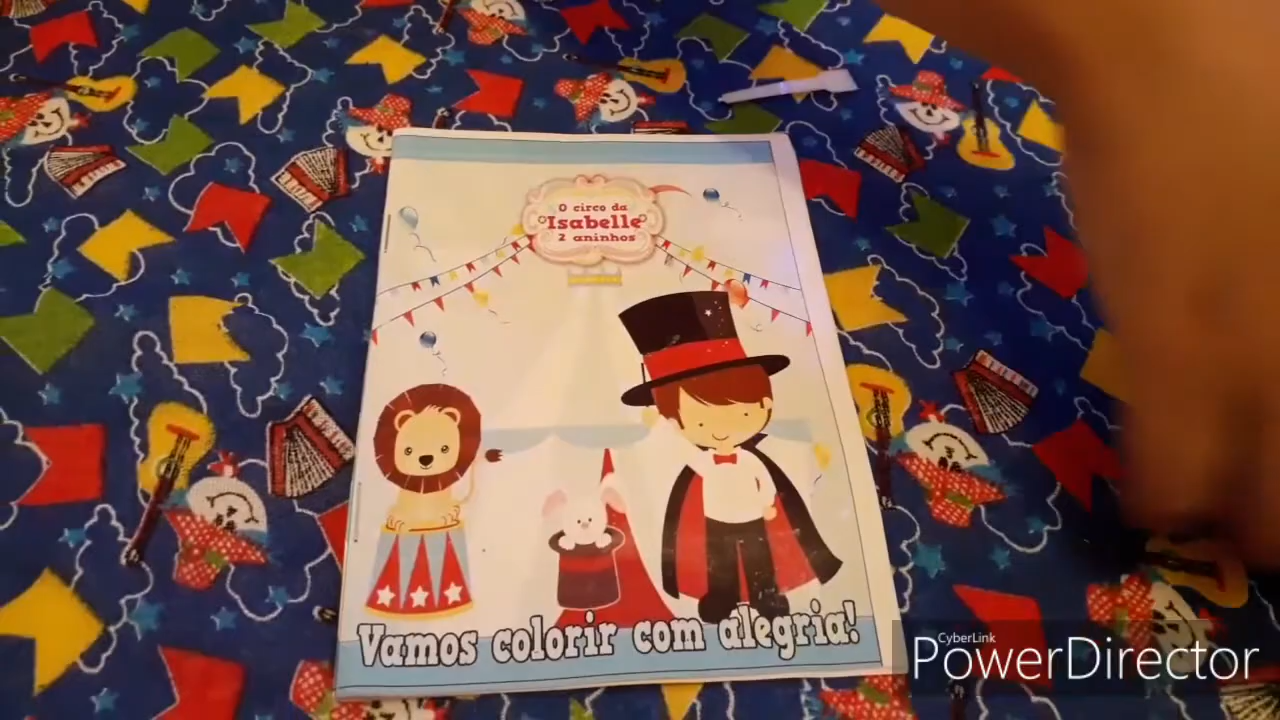 O circo da
Isabelle
2 aninhos
Vamos colorir com alegria!
CyberLink
PowerDirector